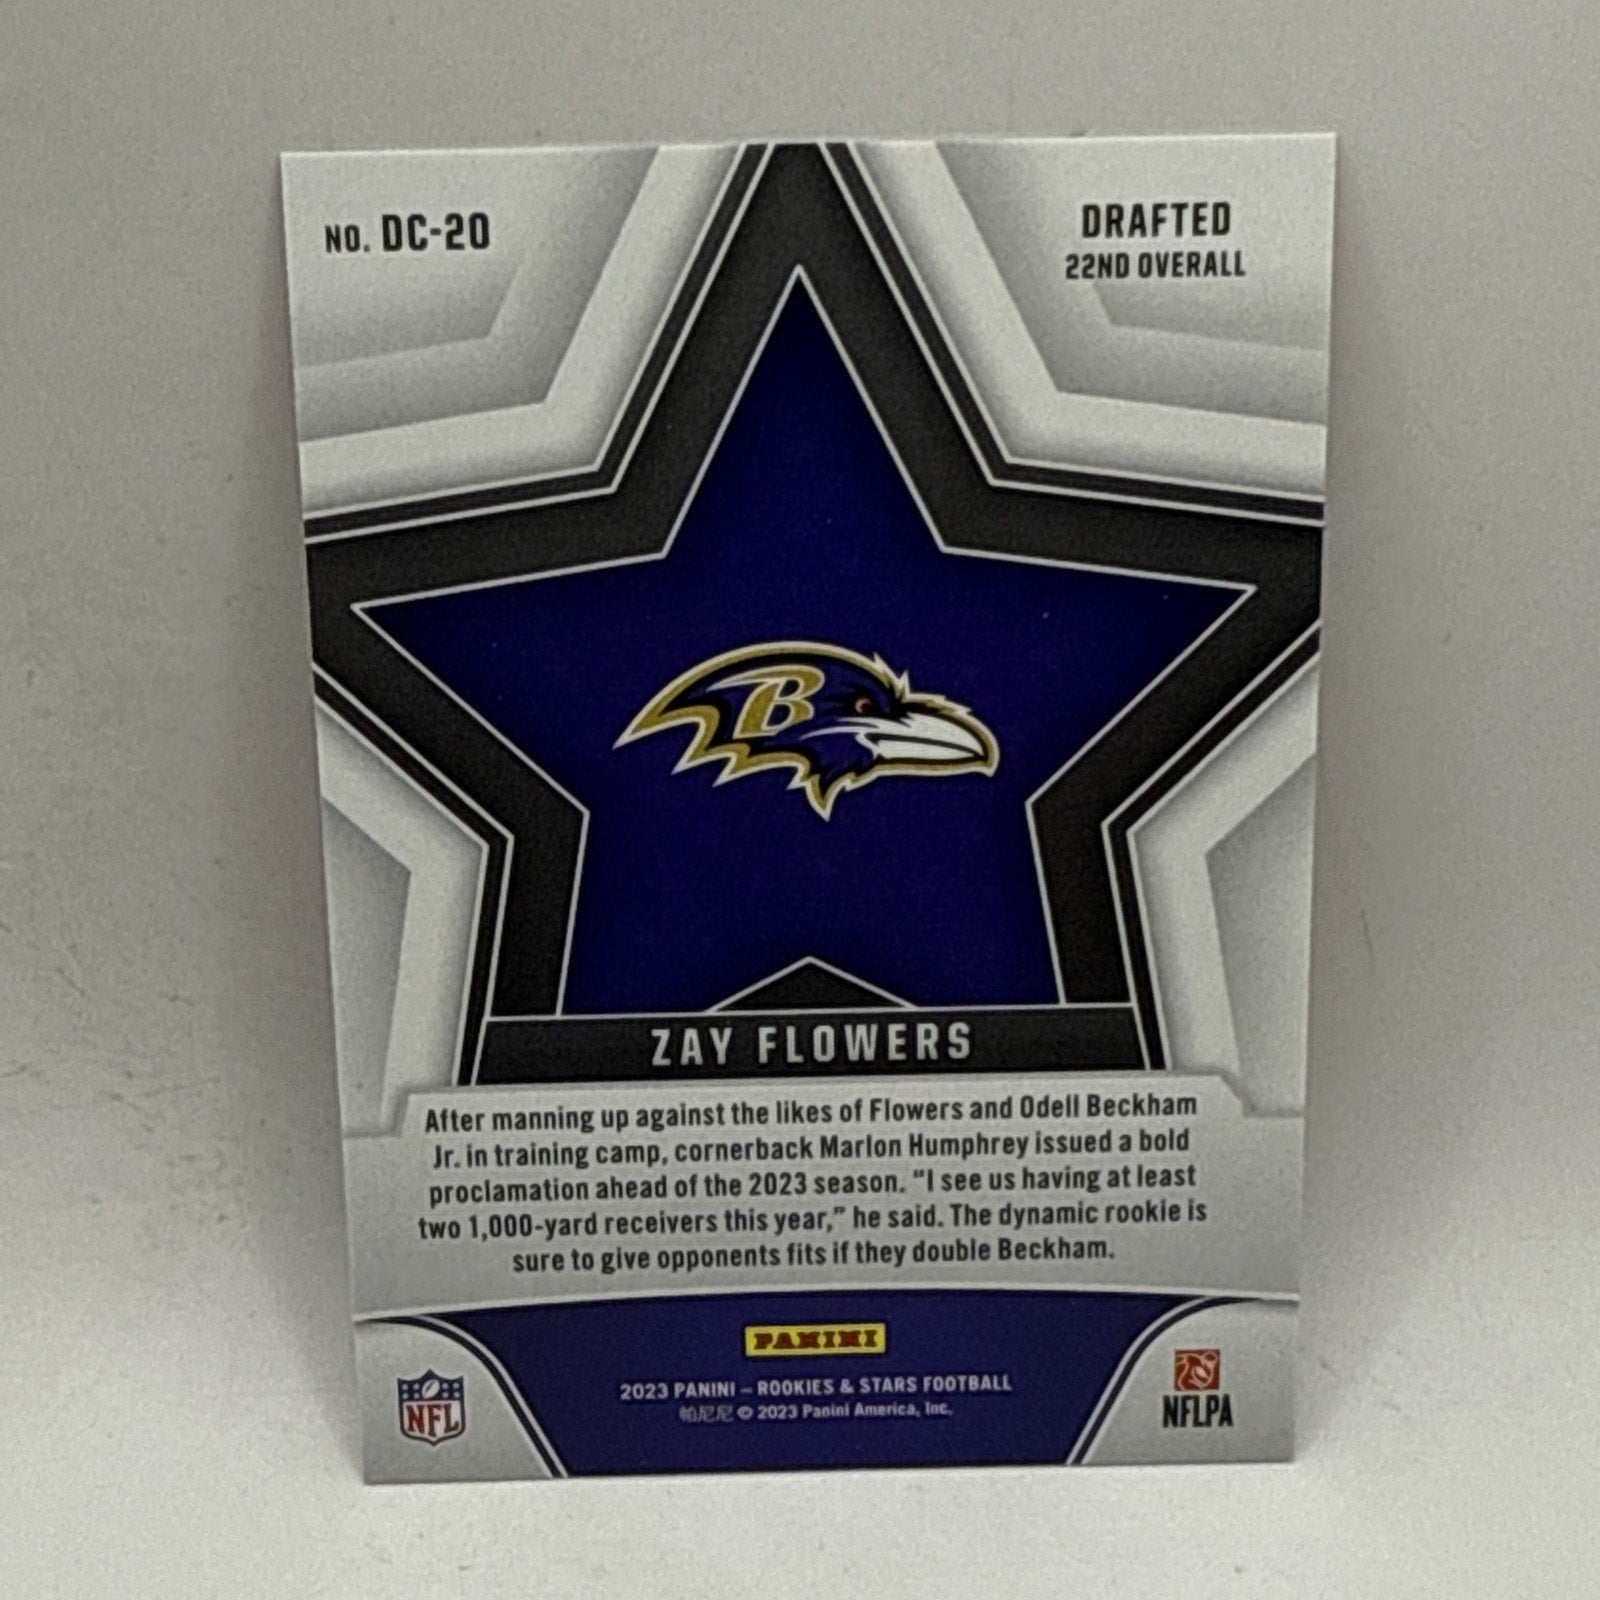 NO. DC-20
DRAFTED
22ND OVERALL
B
ZAY FLOWERS
After manning up against the likes of Flowers and Odell Beckham
Jr. in training camp, cornerback Marlon Humphrey issued a bold
proclamation ahead of the 2023 season. “I see us having at least
two 1,000-yard receivers this year,” he said. The dynamic rookie is
sure to give opponents fits if they double Beckham.
PANINI
2023 PANINI – ROOKIES & STARS FOOTBALL
帕尼尼 © 2023 Panini America, Inc.
NFL
NFLPA